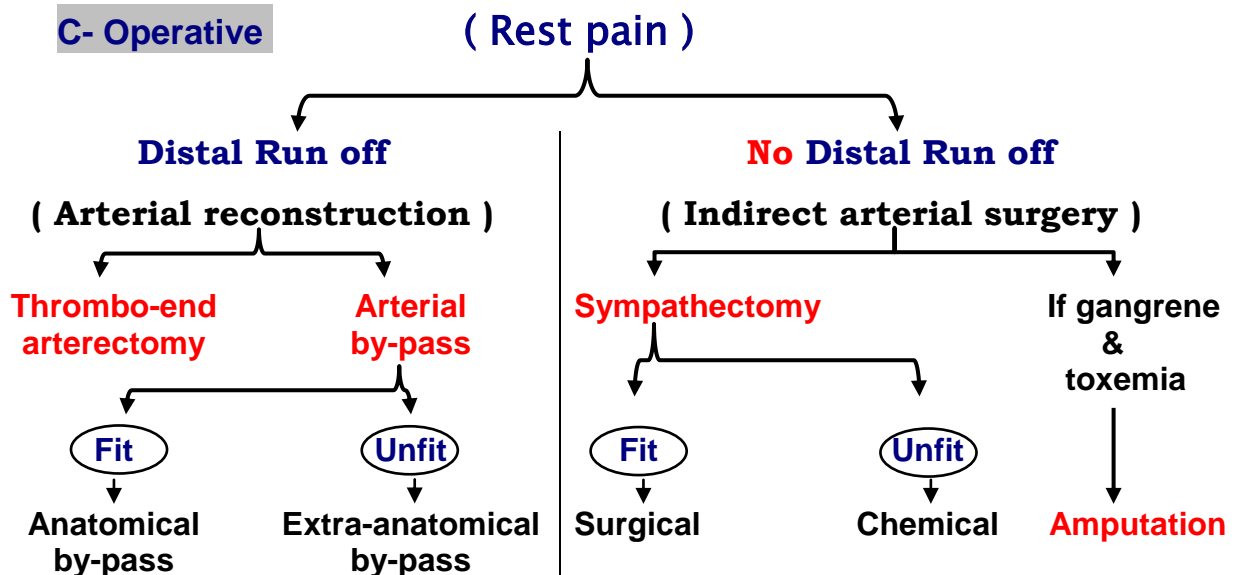 C- Operative
( Rest pain )
Distal Run off
No Distal Run off
( Arterial reconstruction )
( Indirect arterial surgery )
Thrombo-end
arterectomy
Arterial
by-pass
Sympathectomy
If gangrene
&
toxemia
Fit
Unfit
Fit
Unfit
Anatomical
by-pass
Extra-anatomical
by-pass
Surgical
Chemical
Amputation